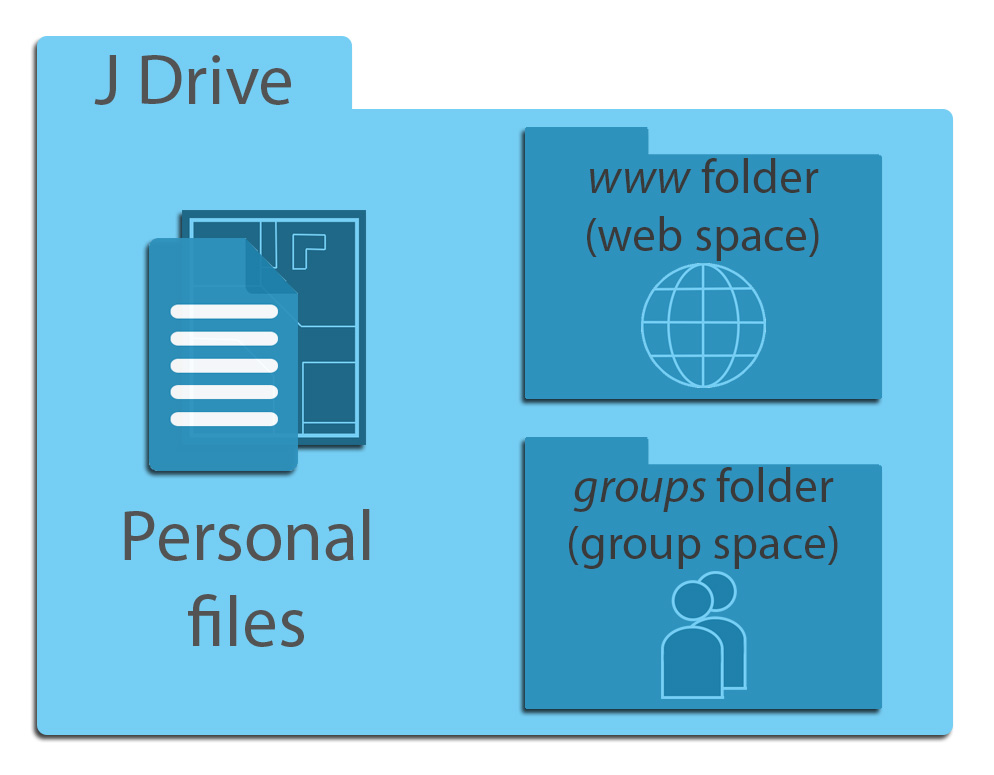 J Drive
www folder
(web space)
Personal
files
groups folder
(group space)